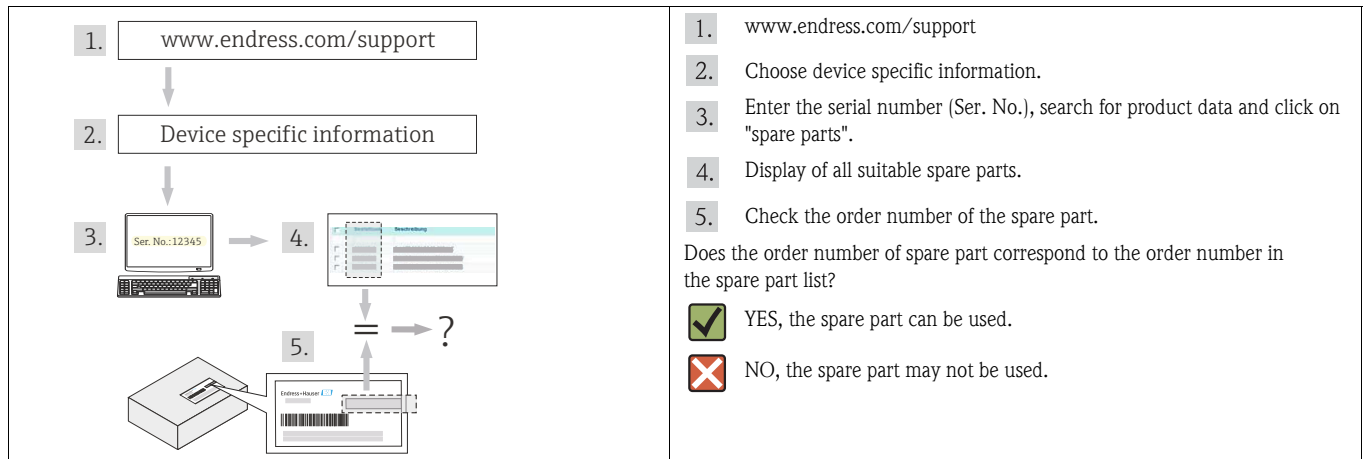 1. www.endress.com/support
2. Device specific information
3. Ser. No.:12345
4. Beschreibung
5.
= ?
Endress+Hauser
1. www.endress.com/support
2. Choose device specific information.
3. Enter the serial number (Ser. No.), search for product data and click on
"spare parts".
4. Display of all suitable spare parts.
5. Check the order number of the spare part.
Does the order number of spare part correspond to the order number in
the spare part list?
YES, the spare part can be used.
NO, the spare part may not be used.